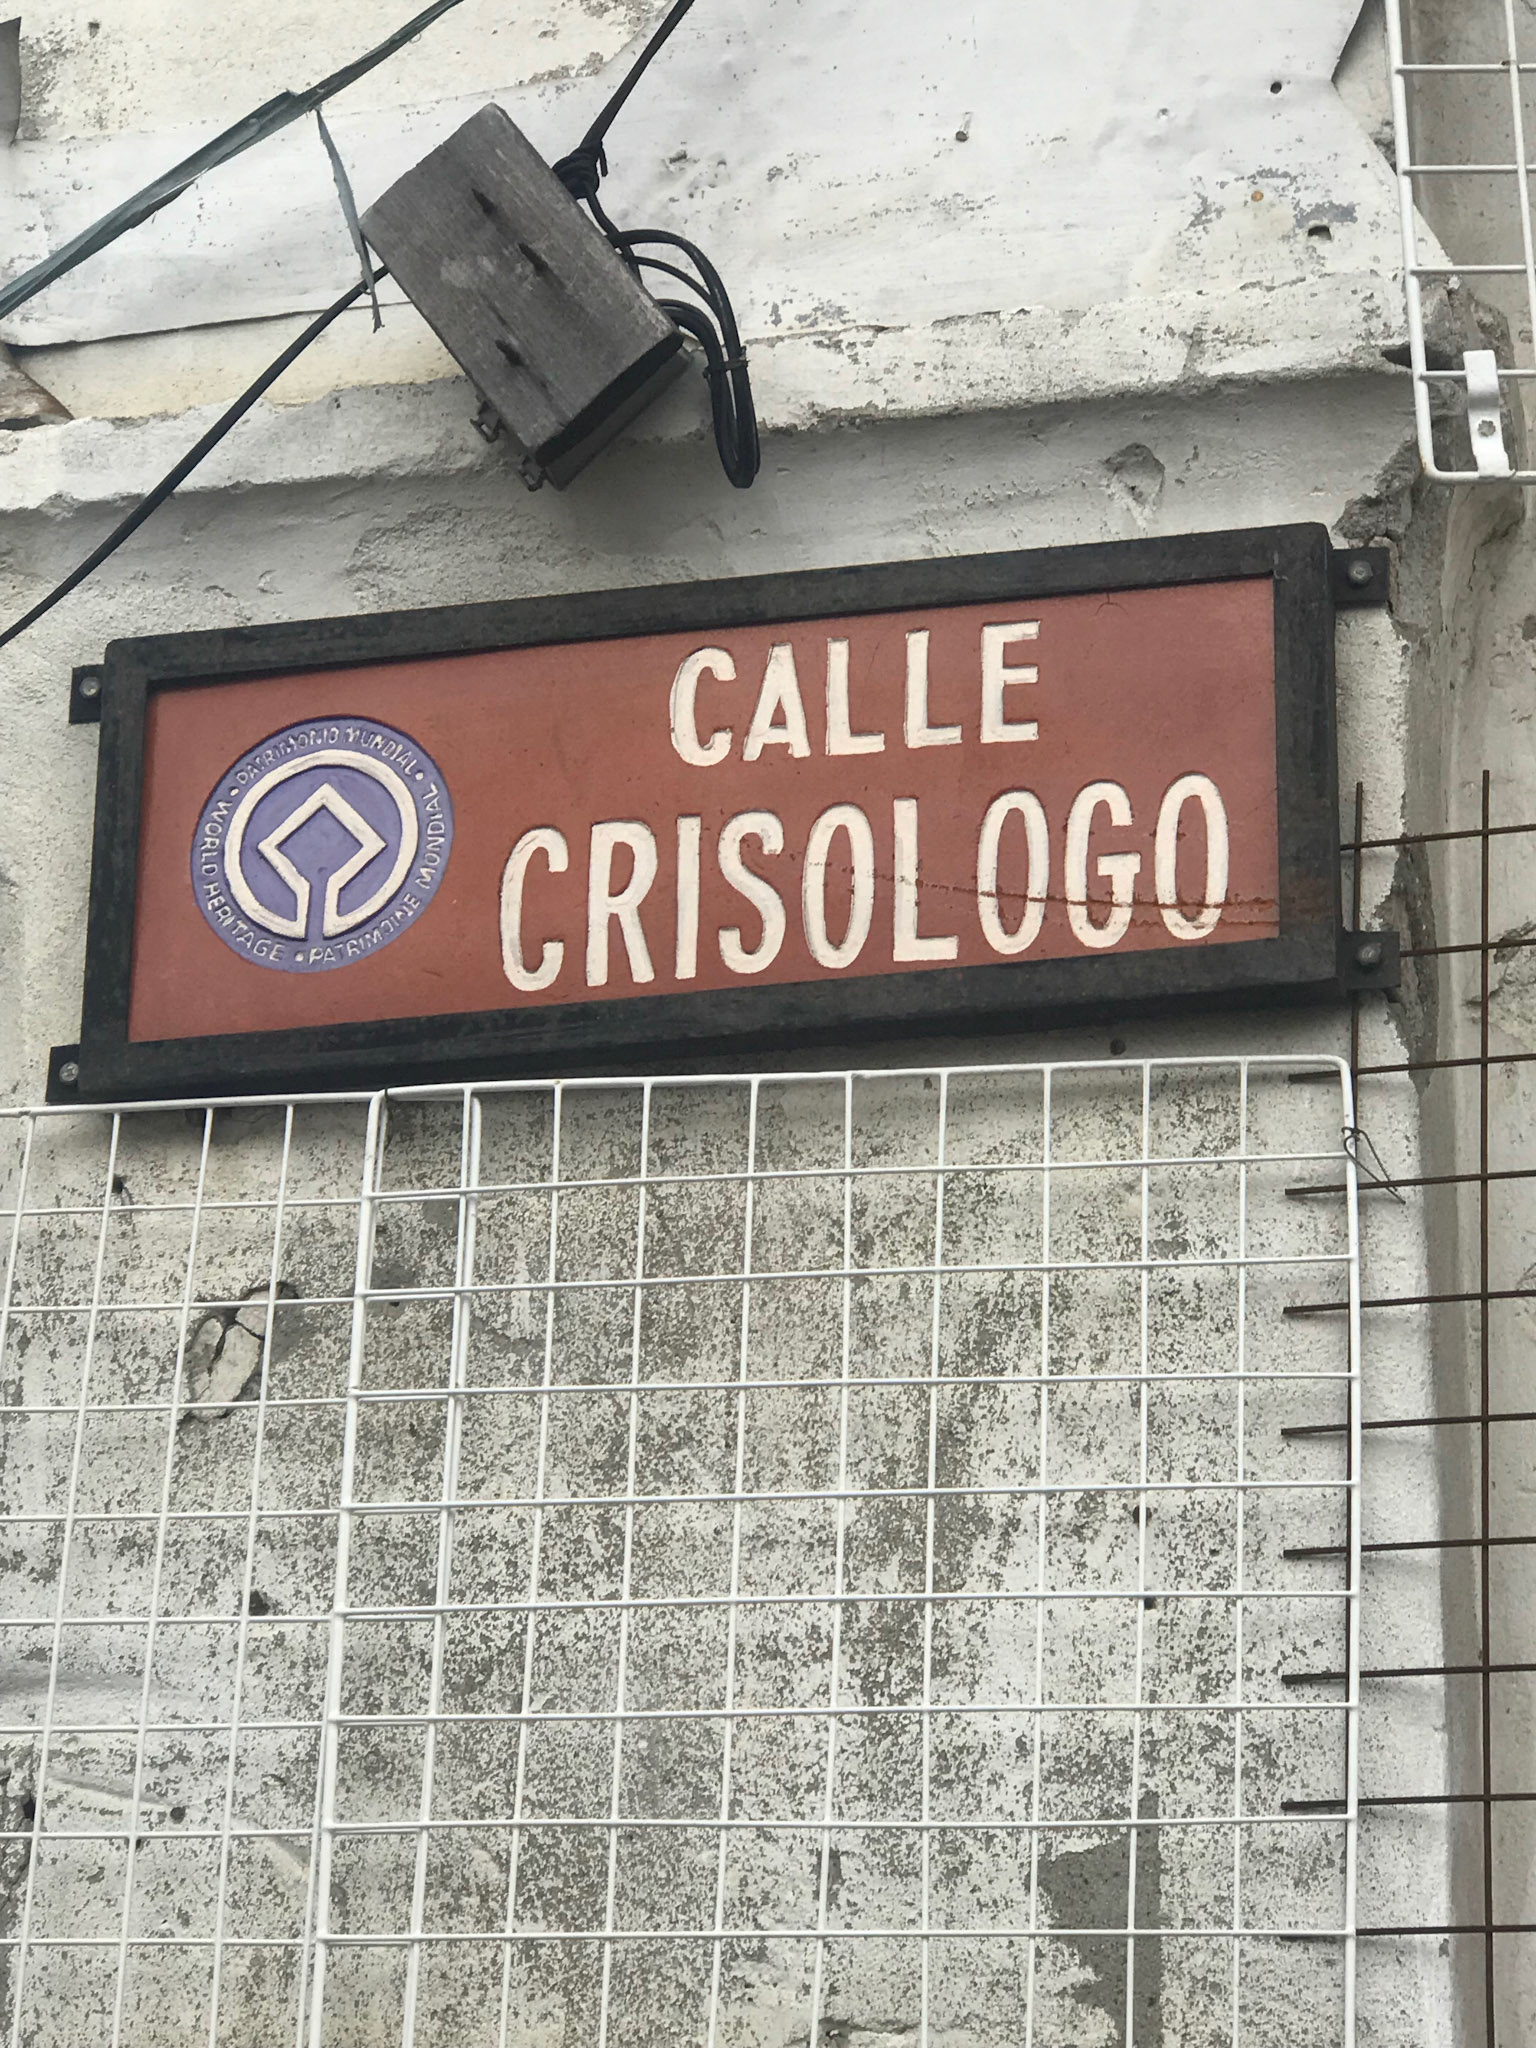 CALLE
CRISOLOGO
WORLD HERITAGE • PATRIMONIO MUNDIAL • PATRIMOINE MONDIAL •